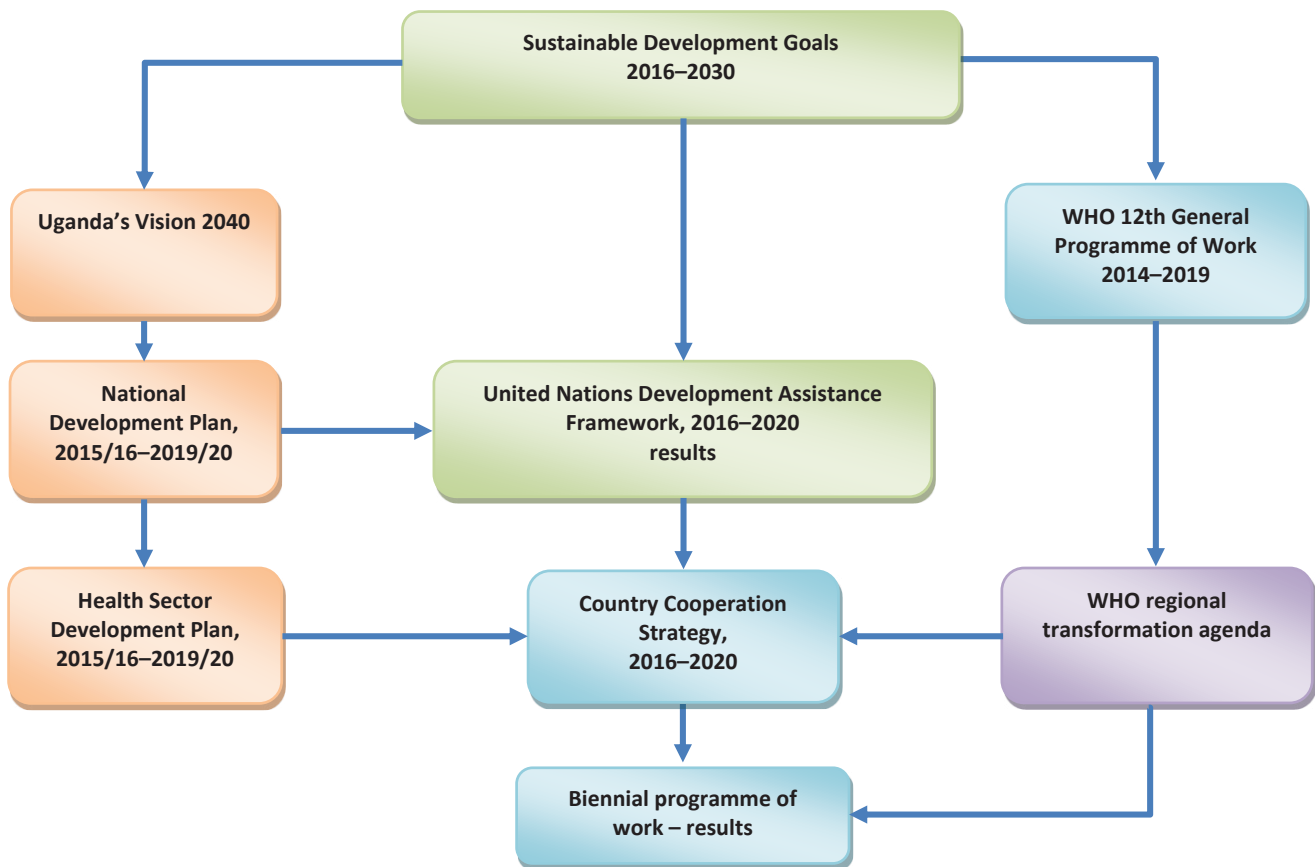 Sustainable Development Goals
2016–2030
Uganda’s Vision 2040
WHO 12th General
Programme of Work
2014–2019
National
Development Plan,
2015/16–2019/20
United Nations Development Assistance
Framework, 2016–2020
results
Health Sector
Development Plan,
2015/16–2019/20
Country Cooperation
Strategy,
2016–2020
WHO regional
transformation agenda
Biennial programme of
work – results